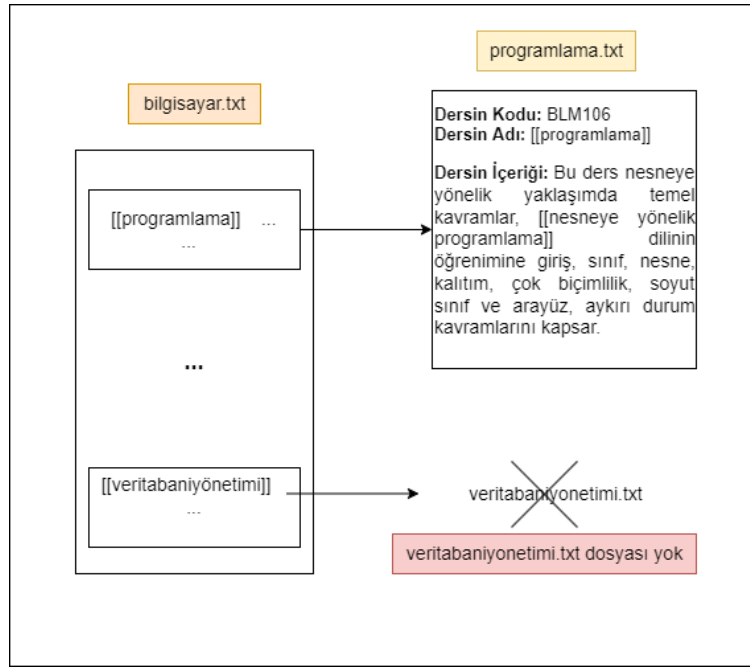 bilgisayar.txt
[[programlama]] ...
...
...
[[veritabaniyönetimi]]
...
programlama.txt
Dersin Kodu: BLM106
Dersin Adı: [[programlama]]
Dersin İçeriği: Bu ders nesneye
yönelik yaklaşımda temel
kavramlar, [[nesneye yönelik
programlama]] dilinin
öğrenimine giriş, sınıf, nesne,
kalıtım, çok biçimlilik, soyut
sınıf ve arayüz, aykırı durum
kavramlarını kapsar.
veritabaniyonetimi.txt
veritabaniyonetimi.txt dosyası yok